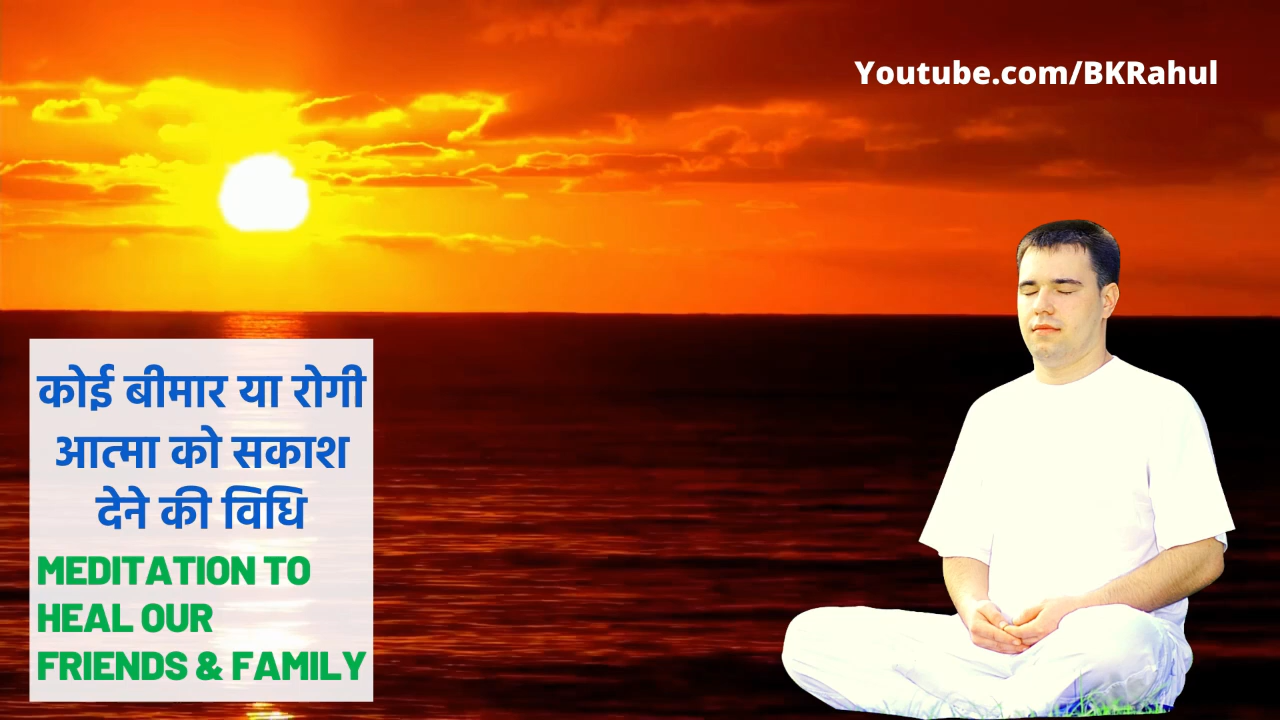 Youtube.com/BKRahul
कोई बीमार या रोगी
आत्मा को सकाश
देने की विधि
MEDITATION TO
HEAL OUR
FRIENDS & FAMILY